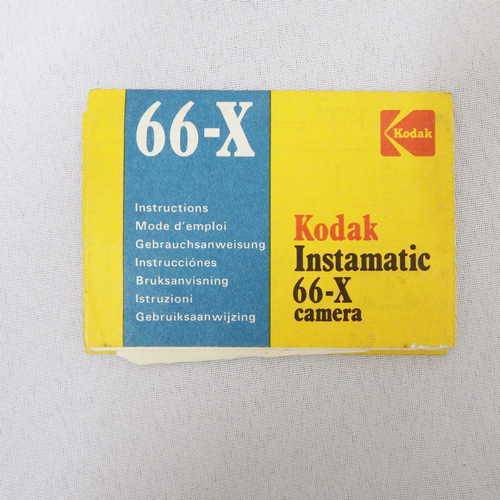 66-X
Instructions
Mode d'emploi
Gebrauchsanweisung
Instrucciónes
Bruksanvisning
Istruzioni
Gebruiksaanwijzing
Kodak
Kodak
Instamatic
66-X
camera